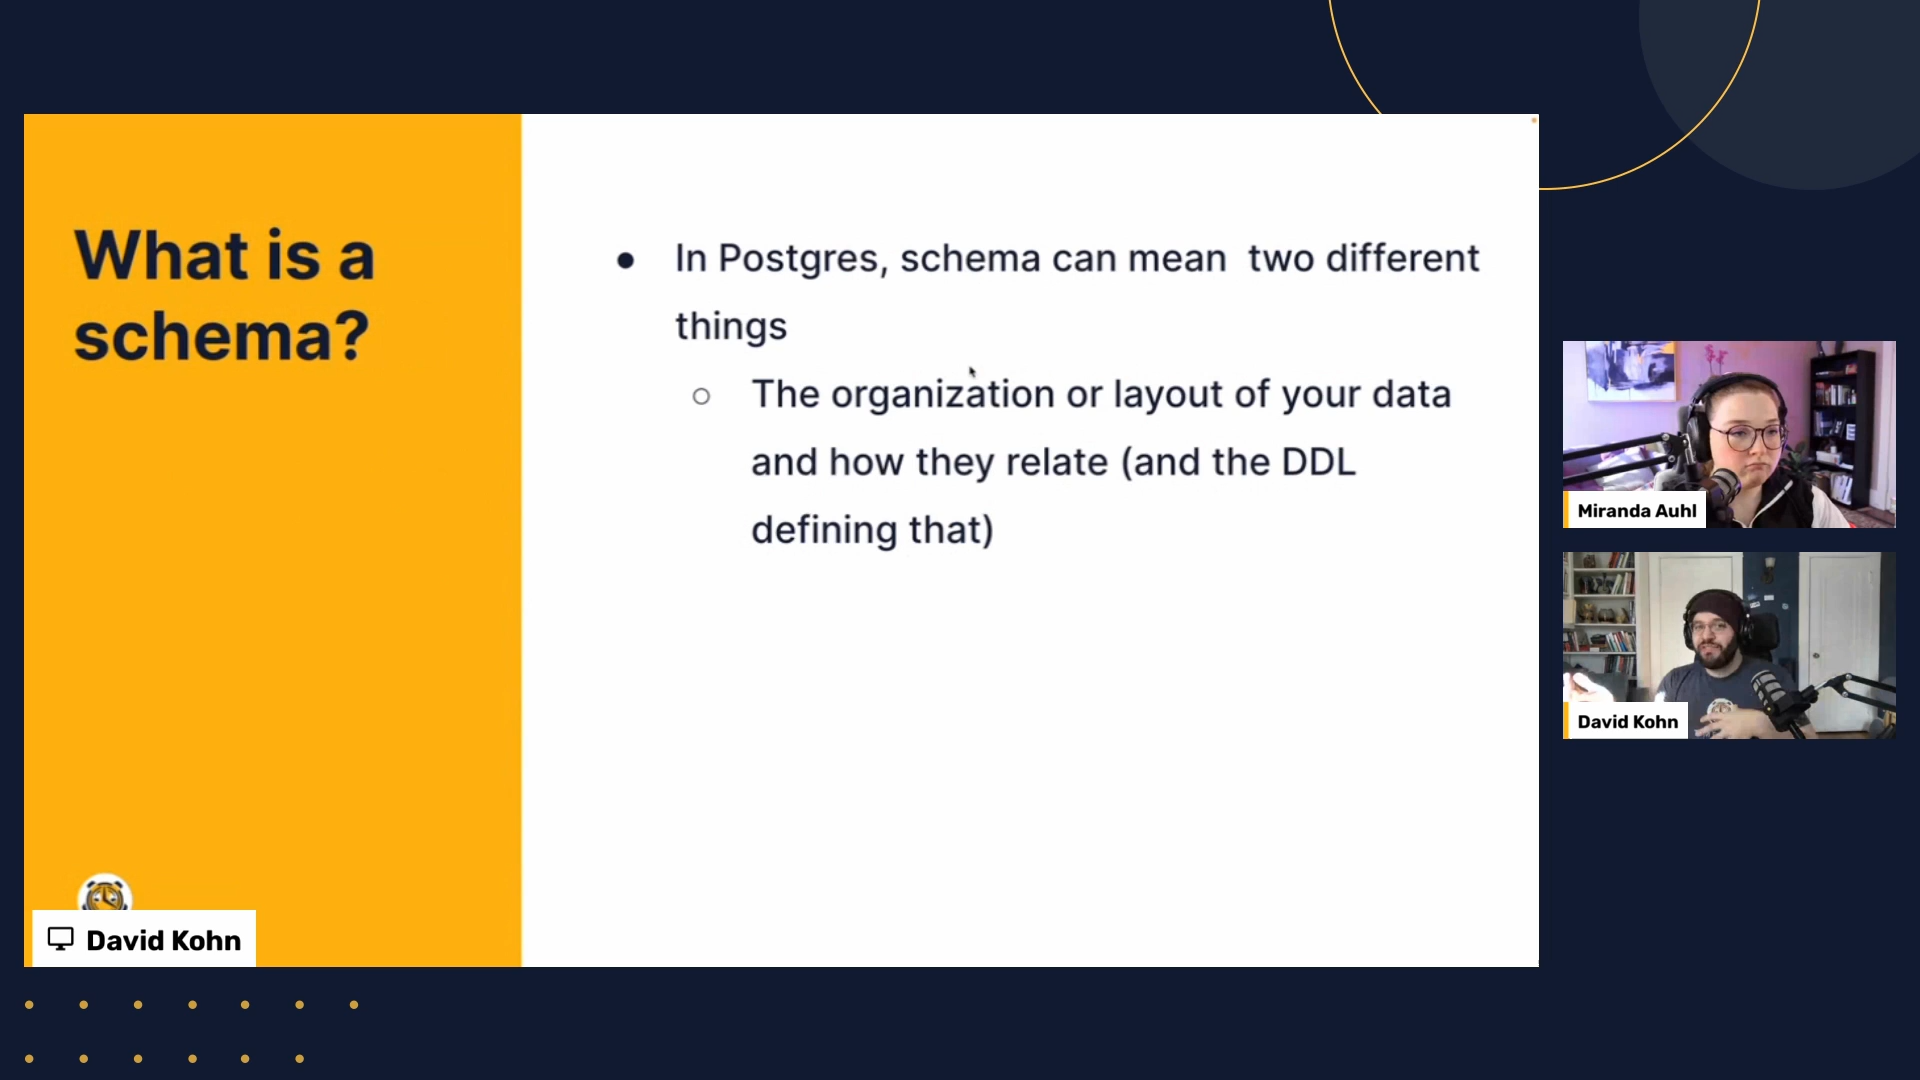 What is a
schema?
● In Postgres, schema can mean  two different
things
○ The organization or layout of your data
and how they relate (and the DDL
defining that)
David Kohn
Miranda Auhl
David Kohn